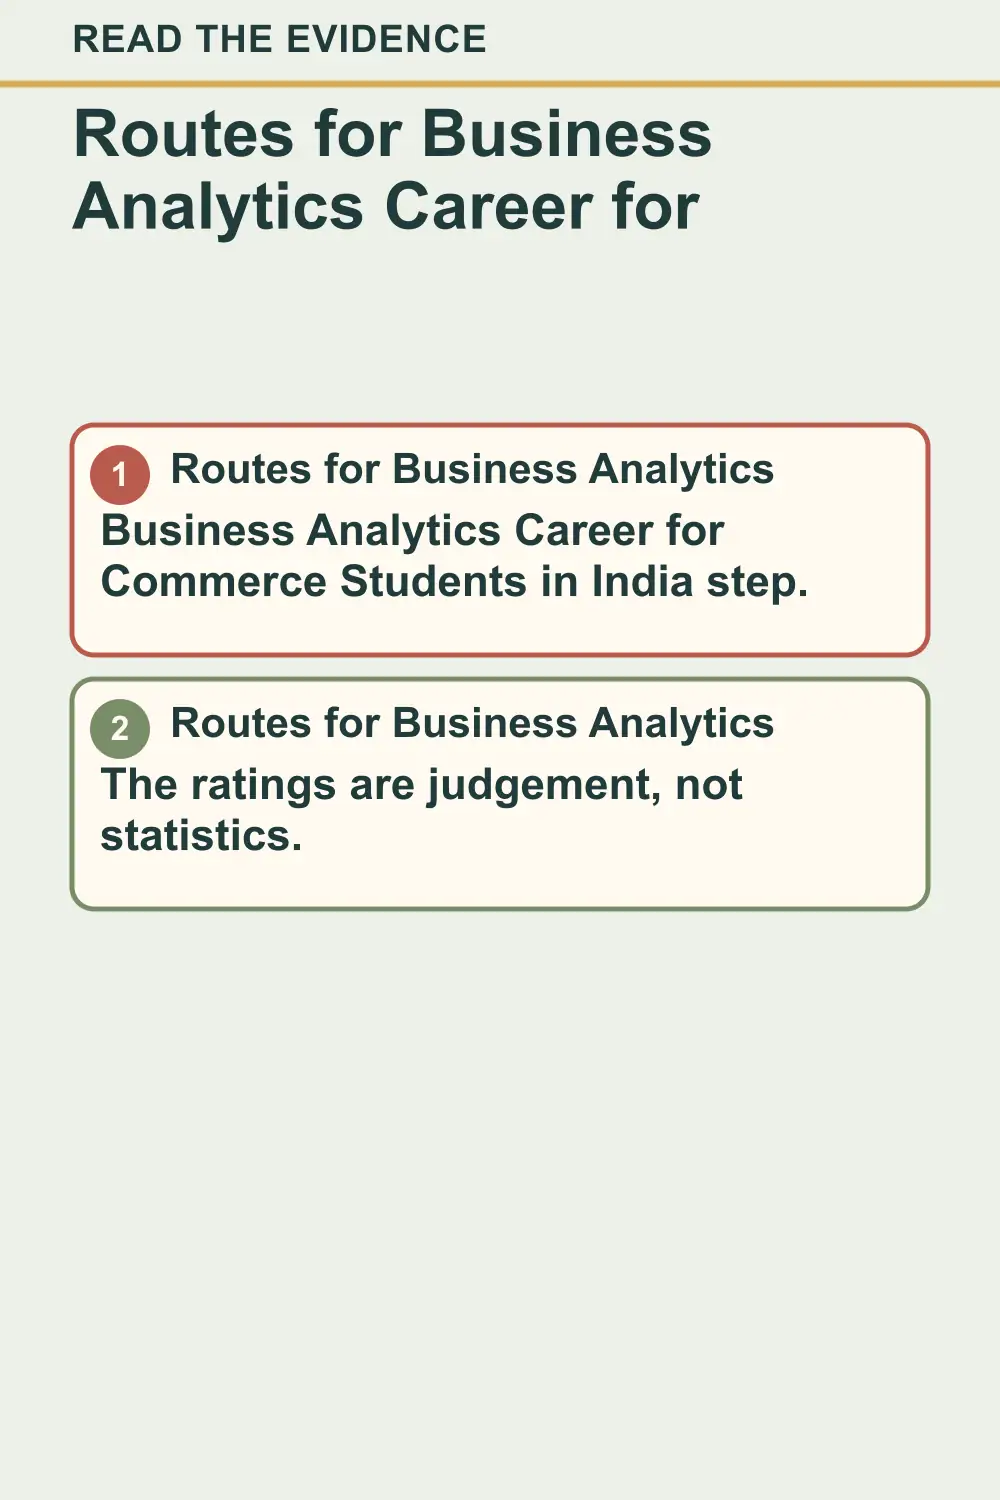 READ THE EVIDENCE
Routes for Business
Analytics Career for
1
Routes for Business Analytics
Business Analytics Career for
Commerce Students in India step.
2
Routes for Business Analytics
The ratings are judgement, not
statistics.